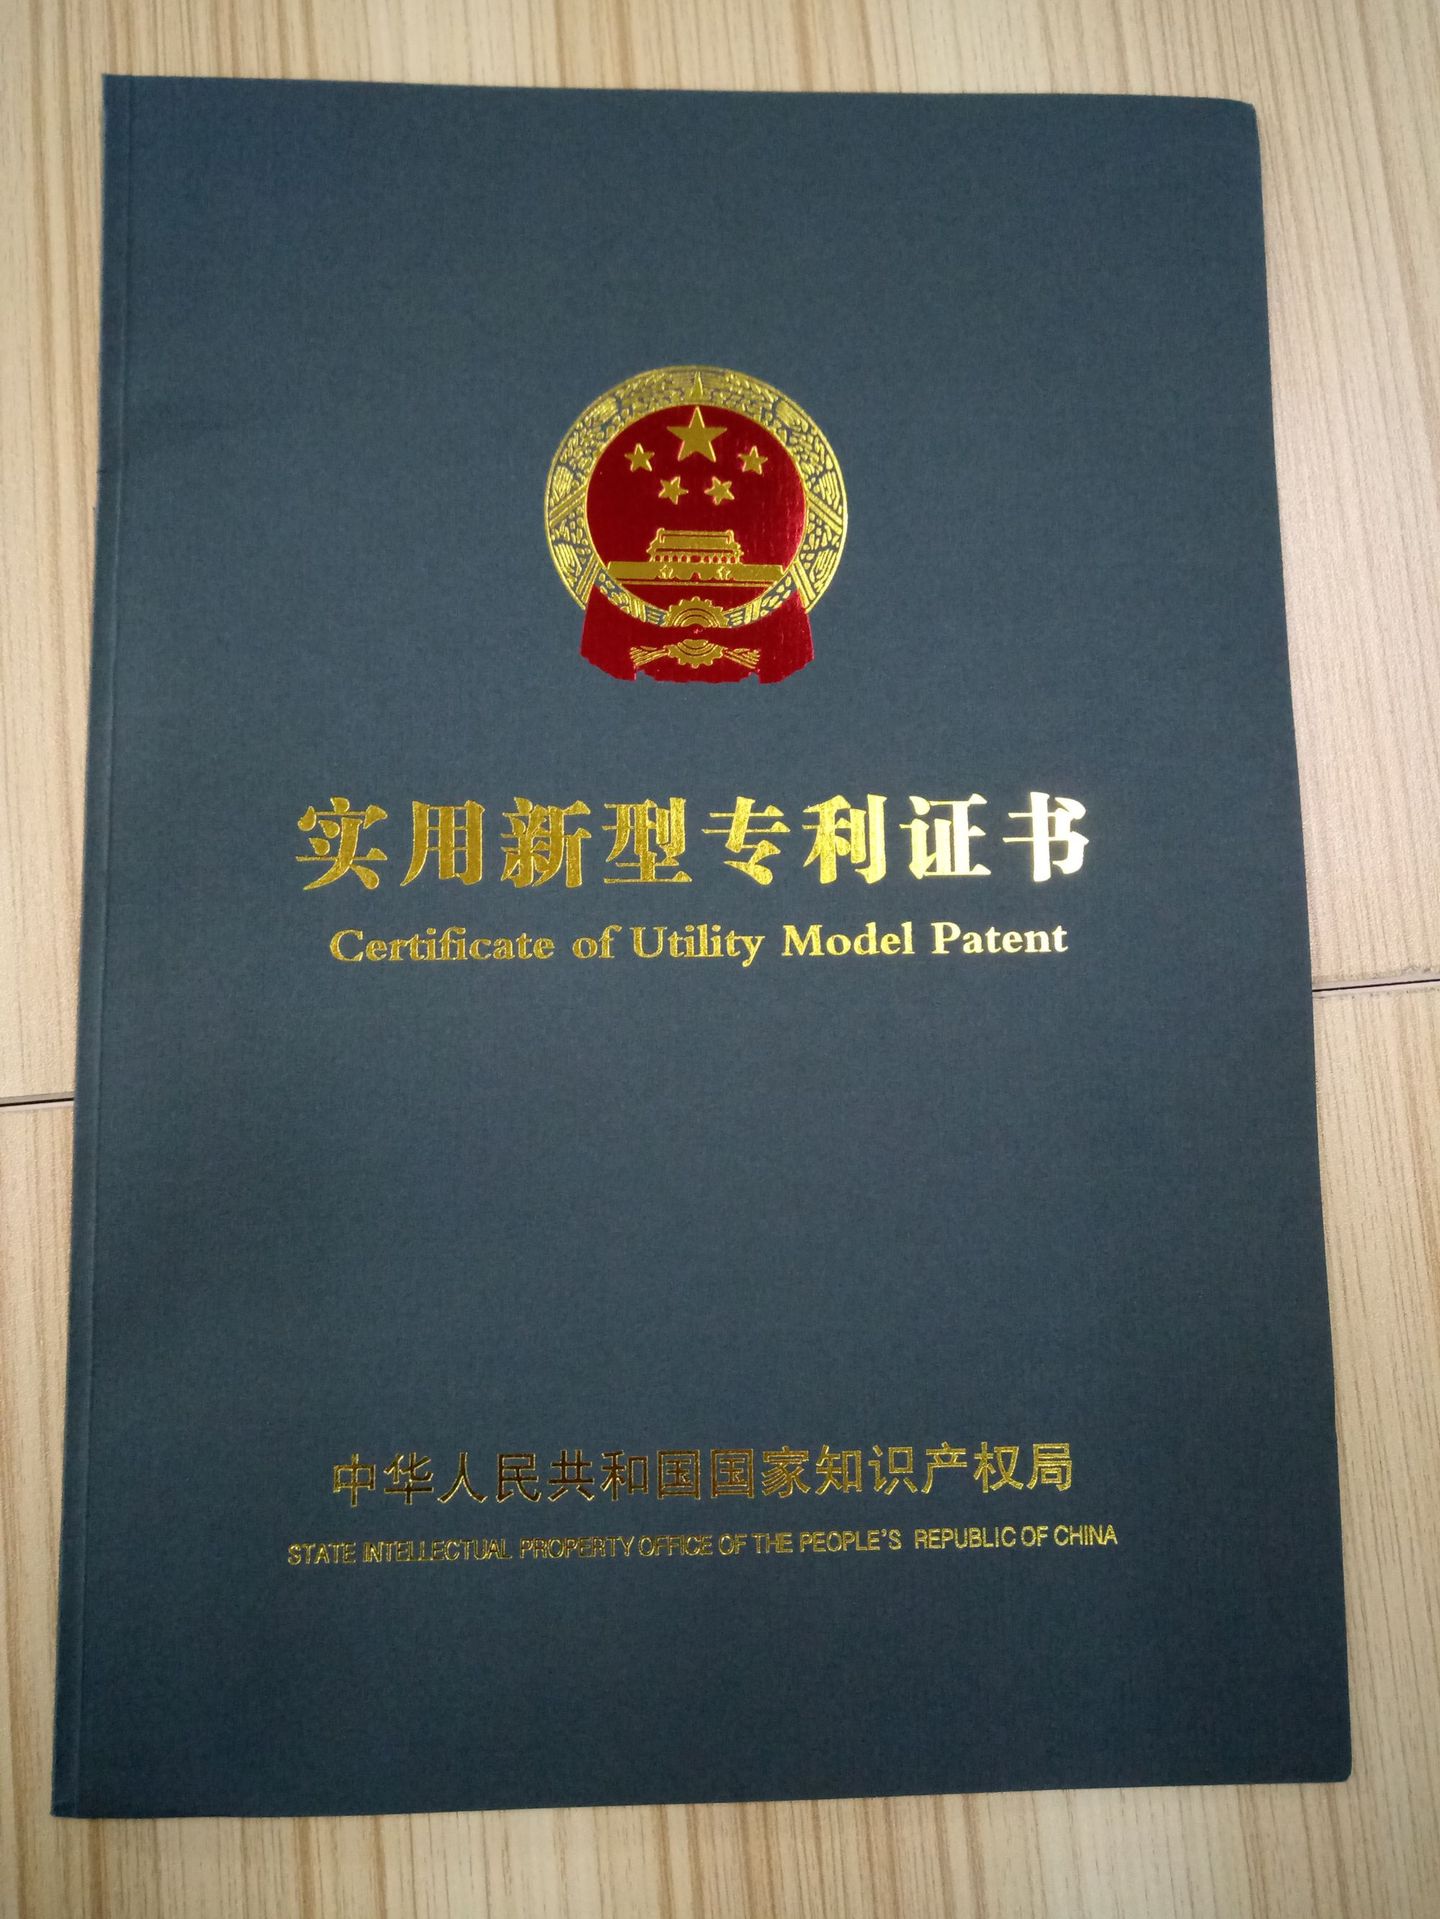 实用新型专利证书
Certificate of Utility Model Patent
中华人民共和国国家知识产权局
STATE INTELLECTUAL PROPERTY OFFICE OF THE PEOPLE'S REPUBLIC OF CHINA